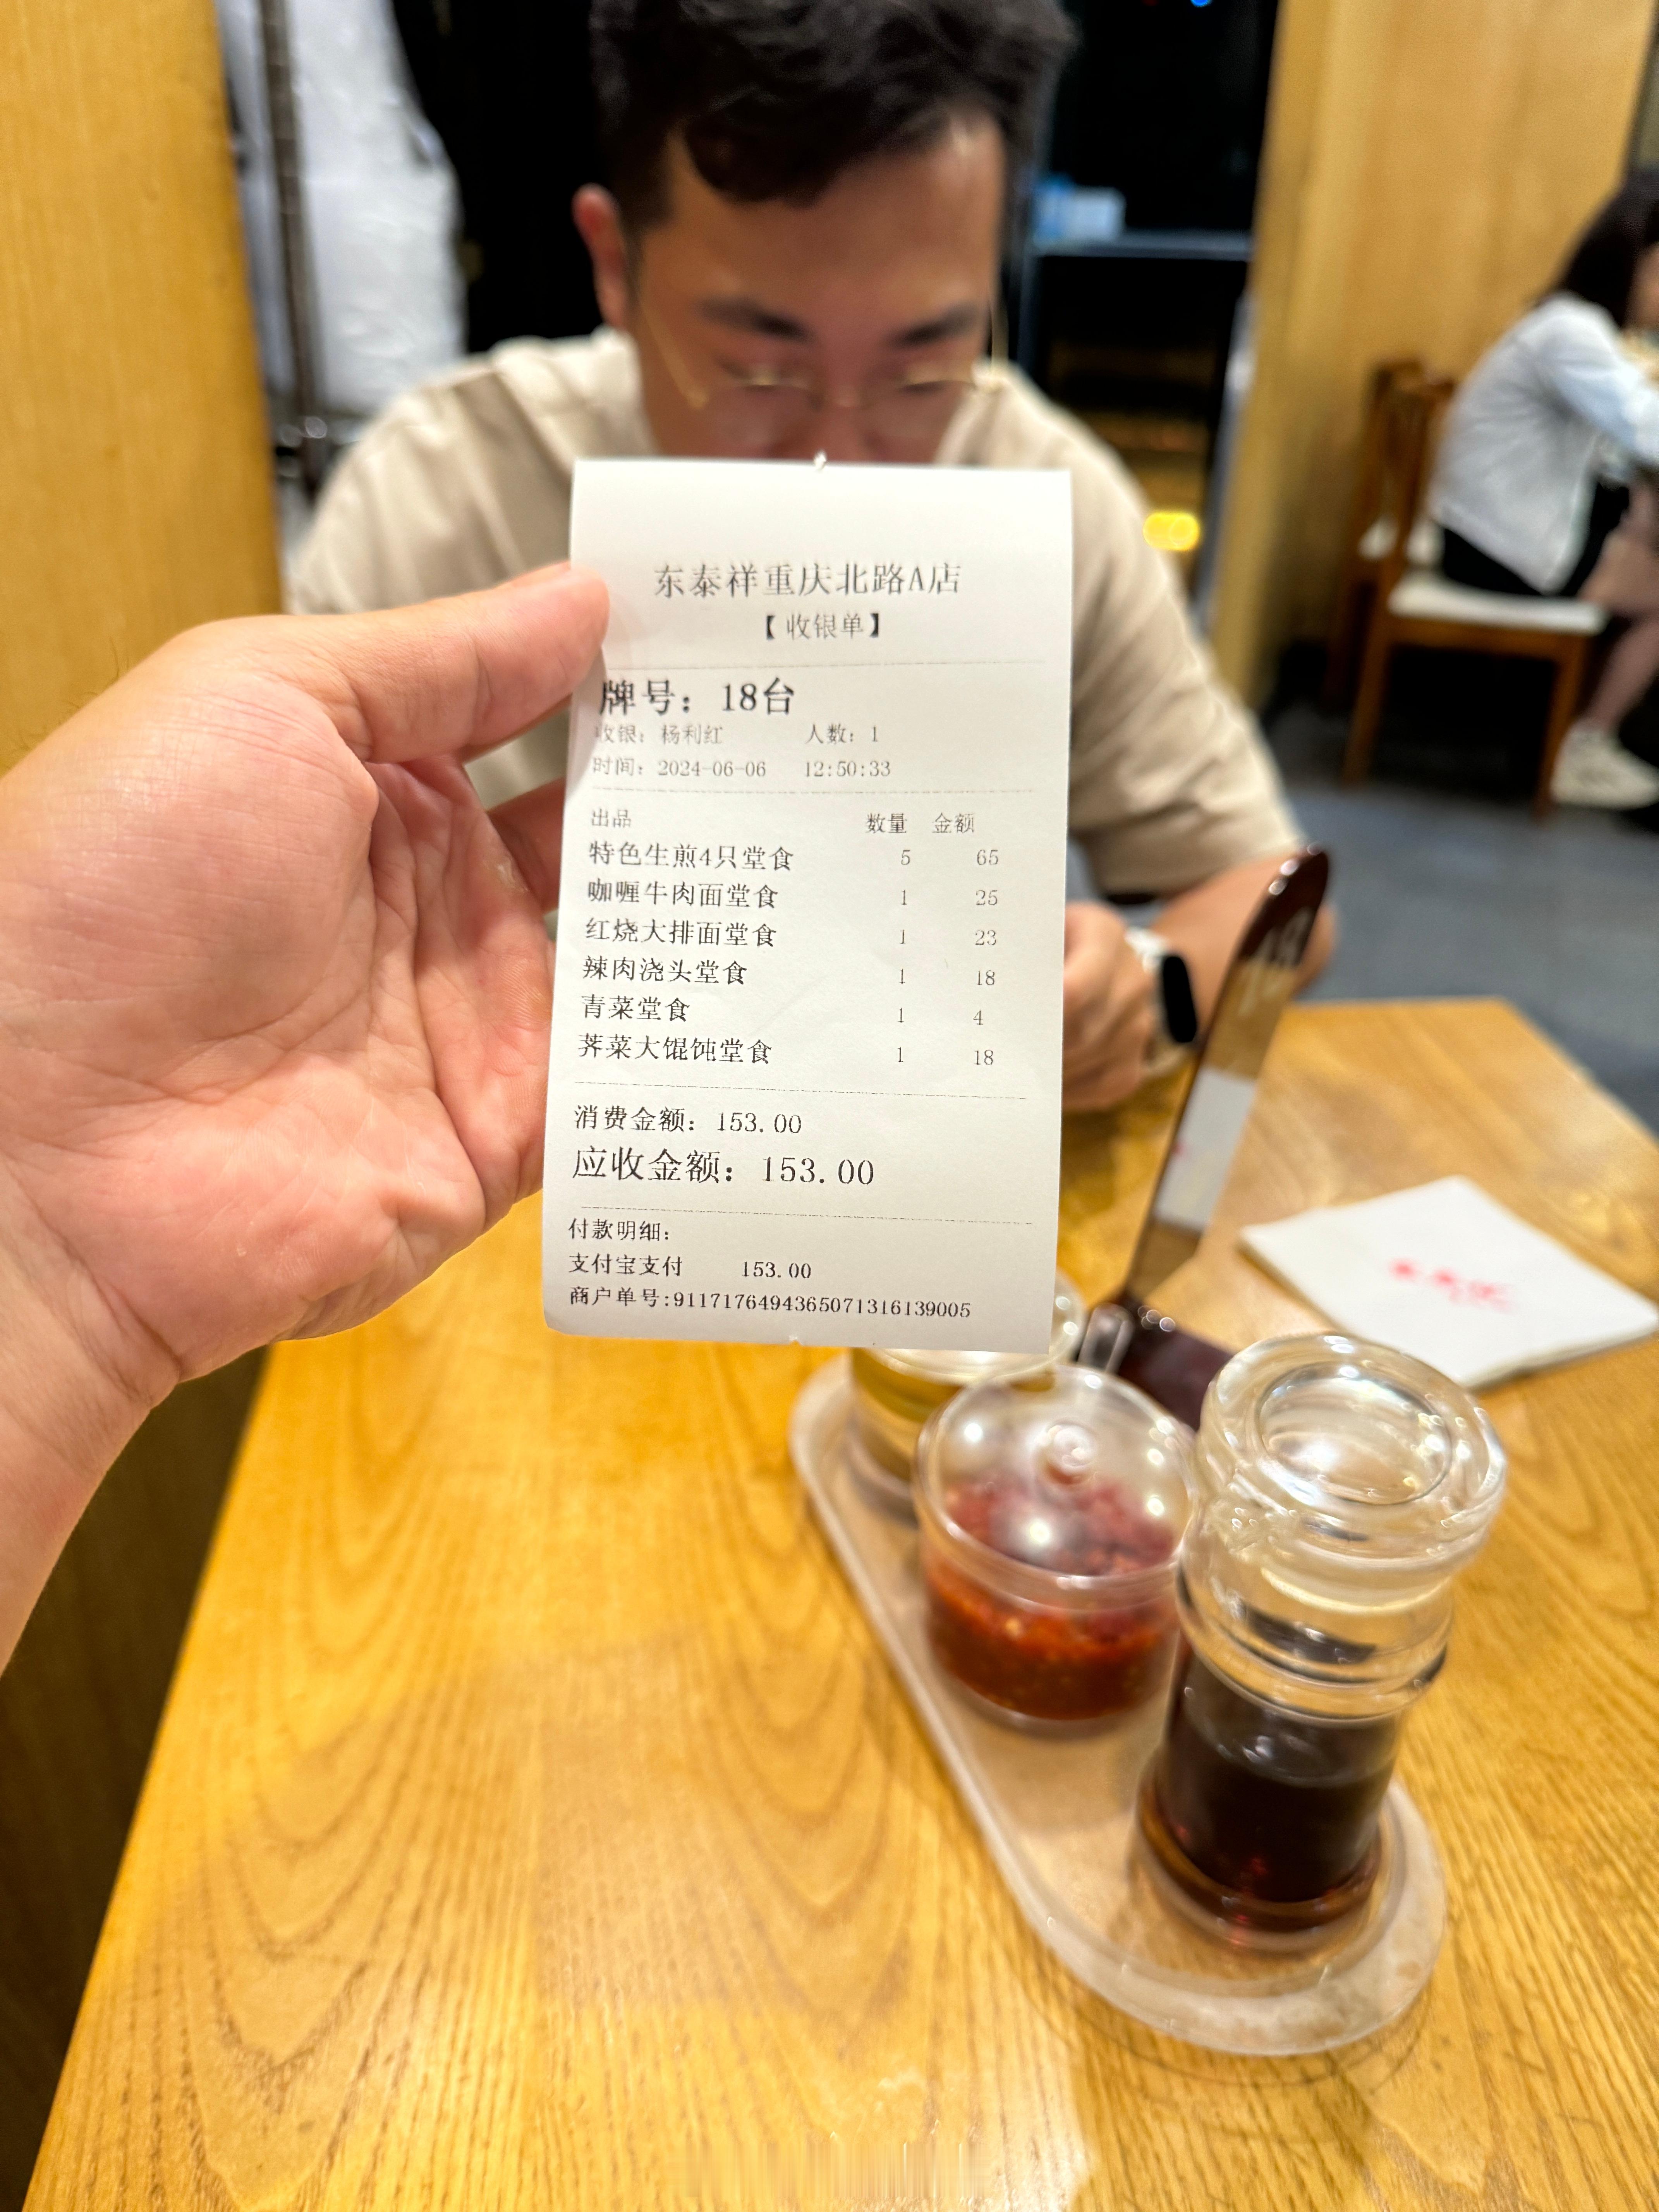 东泰祥重庆北路A店
【收银单】
牌号：18台
收银：杨利红 人数：1
时间：2024-06-06 12:50:33
出品 数量 金额
特色生煎4只堂食 5 65
咖喱牛肉面堂食 1 25
红烧大排面堂食 1 23
辣肉浇头堂食 1 18
青菜堂食 1 4
荠菜大馄饨堂食 1 18
消费金额：153.00
应收金额：153.00
付款明细：
支付宝支付 153.00
商户单号:9117176494365071316139005